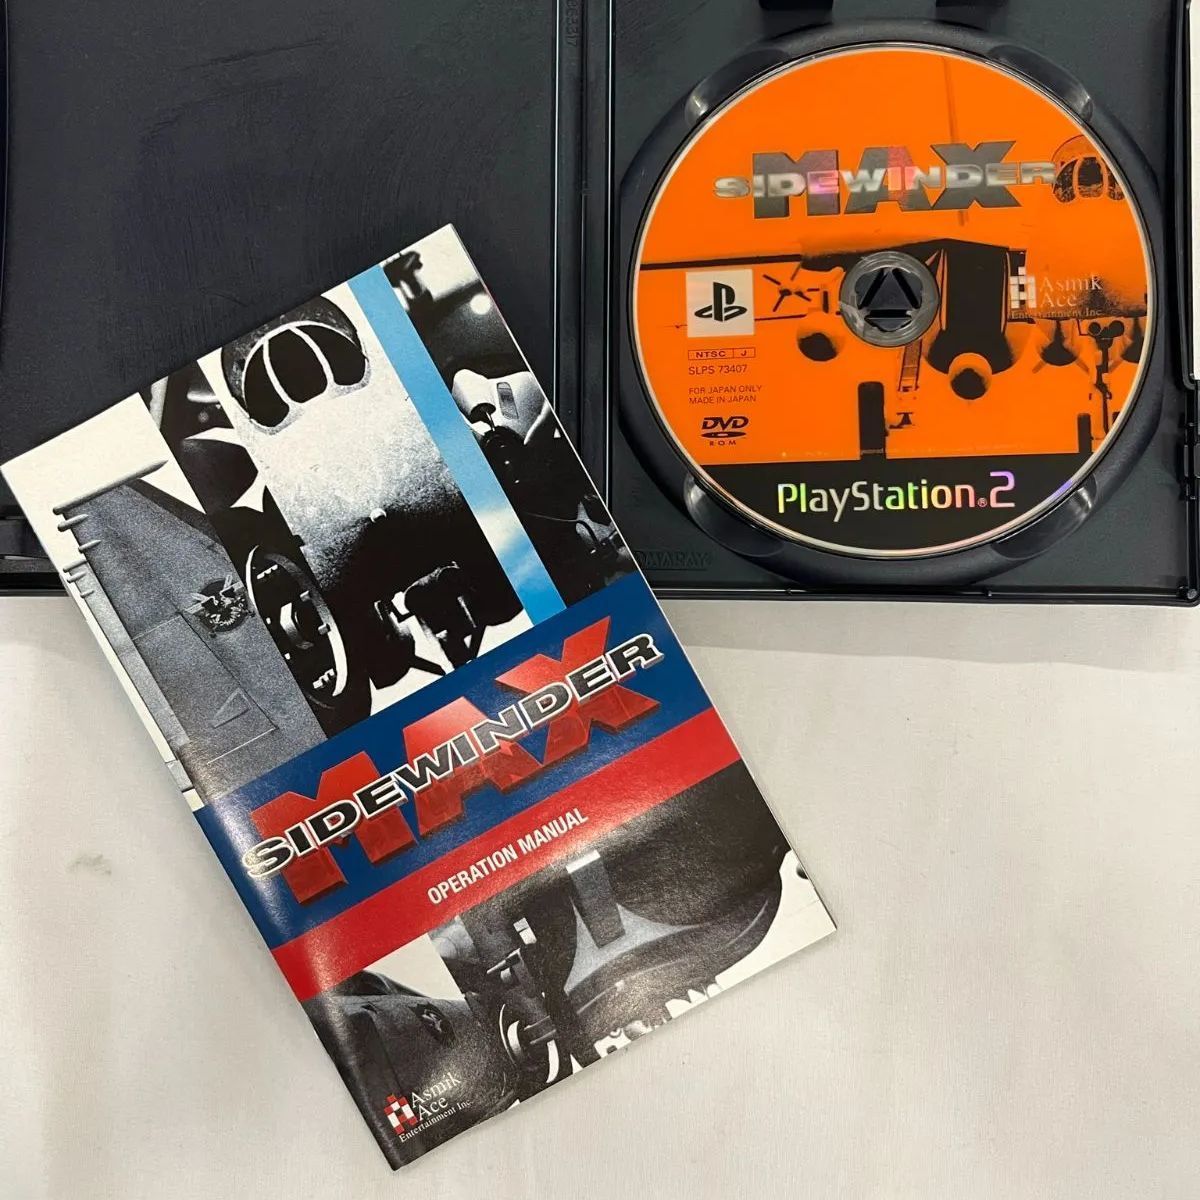 SIDEWINDER
MAX
Asmik
Ace
Entertainment Inc.
NTSC J
SLPS 73407
FOR JAPAN ONLY
MADE IN JAPAN
DVD
ROM
PlayStation®2
SIDEWINDER
MAX
OPERATION MANUAL
Asmik
Ace
Entertainment Inc.